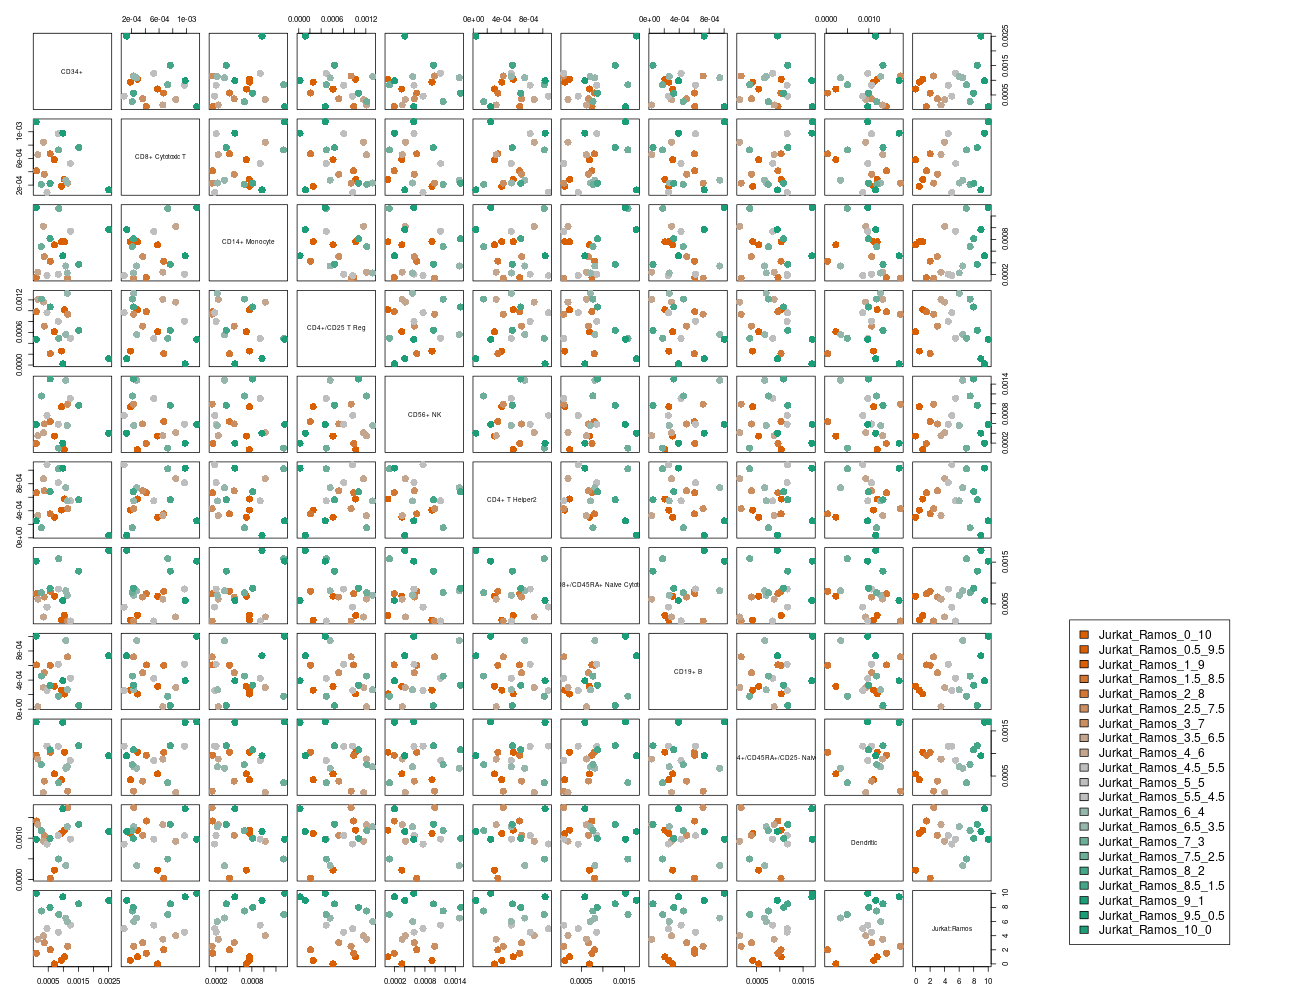 2e-04 6e-04 1e-03 0.0000 0.0006 0.0012 0e+00 4e-04 8e-04 0e+00 4e-04 8e-04 0.0000 0.0010
CD34+
0.0005 0.0015 0.0025
2e-04 6e-04 1e-03
CD8+ Cytotoxic T
CD14+ Monocyte
0.0002 0.0008
0.0000 0.0006 0.0012
CD4+/CD25 T Reg
CD56+ NK
0.0002 0.0008 0.0014
0e+00 4e-04 8e-04
CD4+ T Helper2
8+/CD45RA+ Naive Cytot
0.0005 0.0015
0e+00 4e-04 8e-04
CD19+ B
4+/CD45RA+/CD25- Naiv
0.0005 0.0015
0.0000 0.0010
Dendritic
Jurkat:Ramos
0 2 4 6 8 10
0.0005 0.0015 0.0025 0.0002 0.0008 0.0002 0.0008 0.0014 0.0005 0.0015 0.0005 0.0015 0 2 4 6 8 10
Jurkat_Ramos_0_10
Jurkat_Ramos_0.5_9.5
Jurkat_Ramos_1_9
Jurkat_Ramos_1.5_8.5
Jurkat_Ramos_2_8
Jurkat_Ramos_2.5_7.5
Jurkat_Ramos_3_7
Jurkat_Ramos_3.5_6.5
Jurkat_Ramos_4_6
Jurkat_Ramos_4.5_5.5
Jurkat_Ramos_5_5
Jurkat_Ramos_5.5_4.5
Jurkat_Ramos_6_4
Jurkat_Ramos_6.5_3.5
Jurkat_Ramos_7_3
Jurkat_Ramos_7.5_2.5
Jurkat_Ramos_8_2
Jurkat_Ramos_8.5_1.5
Jurkat_Ramos_9_1
Jurkat_Ramos_9.5_0.5
Jurkat_Ramos_10_0